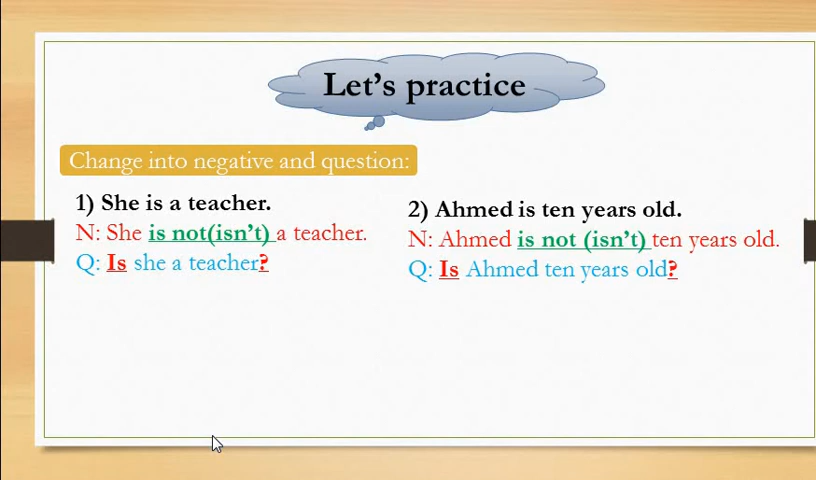 Let's practice
Change into negative and question:
1) She is a teacher.
N: She is not(isn't) a teacher.
Q: Is she a teacher?
2) Ahmed is ten years old.
N: Ahmed is not (isn't) ten years old.
Q: Is Ahmed ten years old?